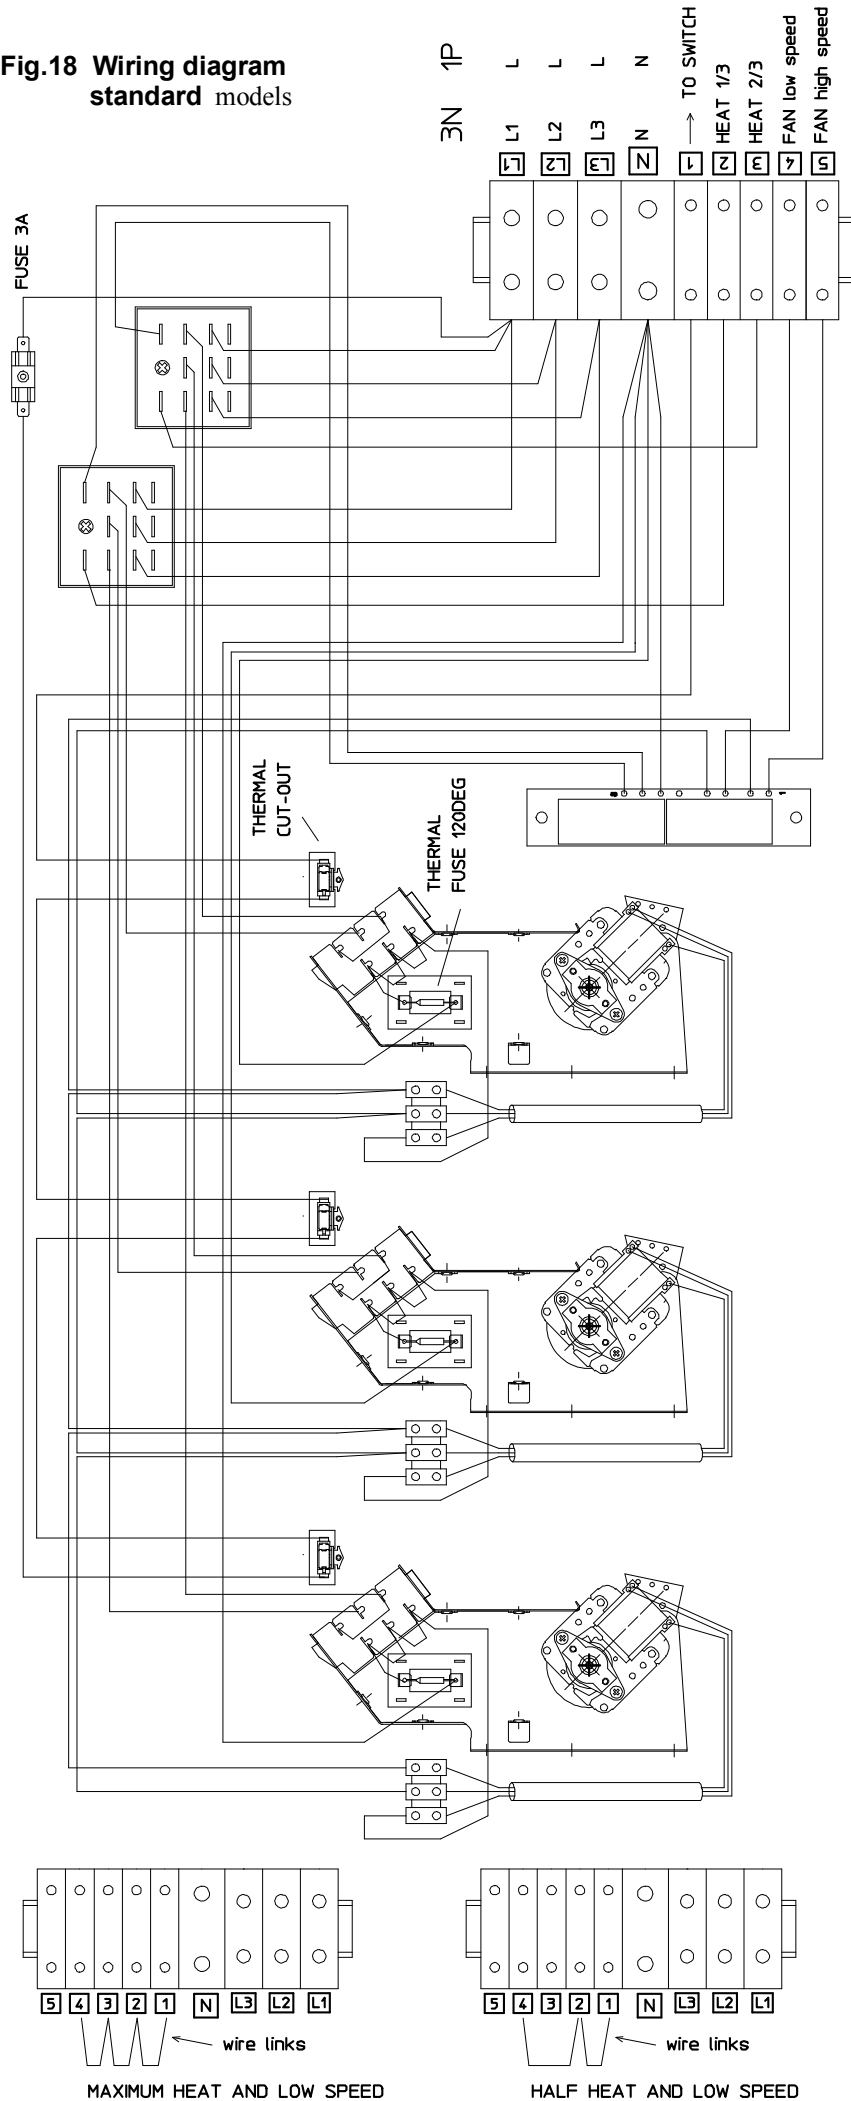 Fig.18 Wiring diagram
standard models
3N 1P
L1 L1 L
L2 L2 L
L3 L3 L
N N N
1 → TO SWITCH
2 HEAT 1/3
3 HEAT 2/3
4 FAN low speed
5 FAN high speed
FUSE 3A
8 1
THERMAL
CUT-OUT
THERMAL
FUSE 120DEG
5 4 3 2 1 N L3 L2 L1
wire links
MAXIMUM HEAT AND LOW SPEED
5 4 3 2 1 N L3 L2 L1
wire links
HALF HEAT AND LOW SPEED